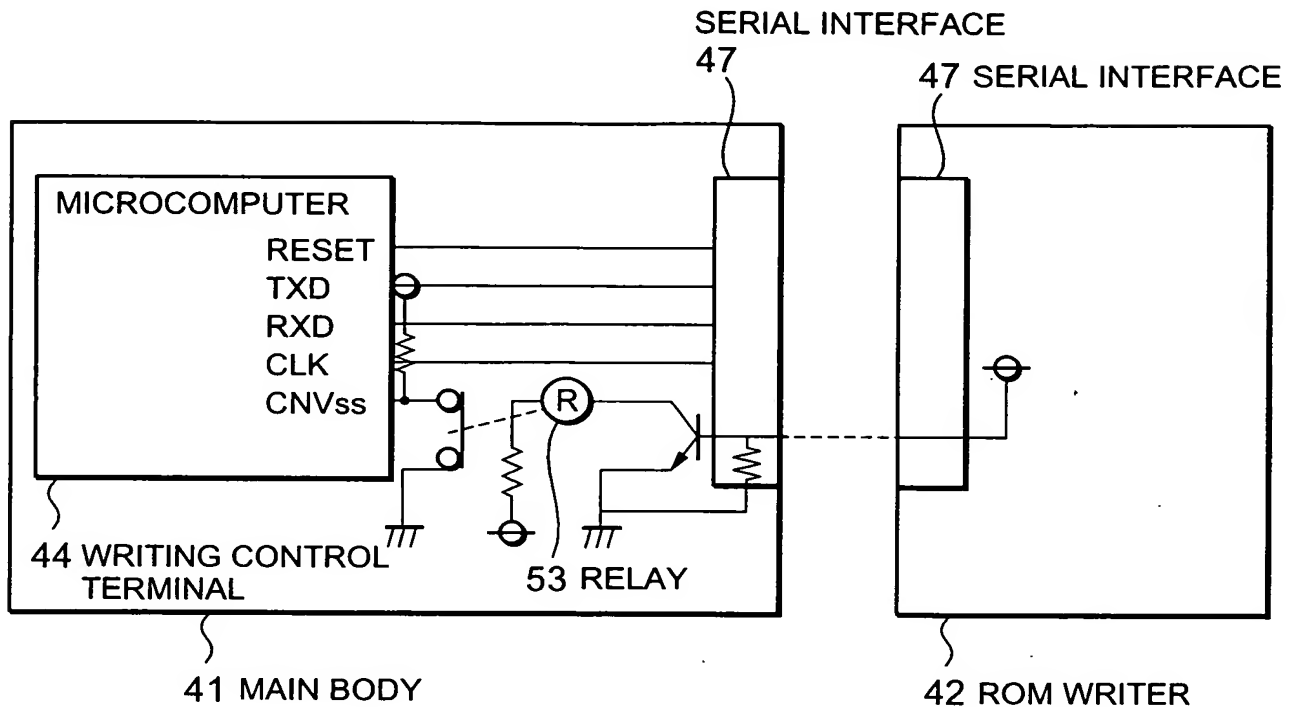 SERIAL INTERFACE
47
47 SERIAL INTERFACE
MICROCOMPUTER
RESET
TXD
RXD
CLK
CNVss
R
44 WRITING CONTROL
TERMINAL
53 RELAY
41 MAIN BODY
42 ROM WRITER